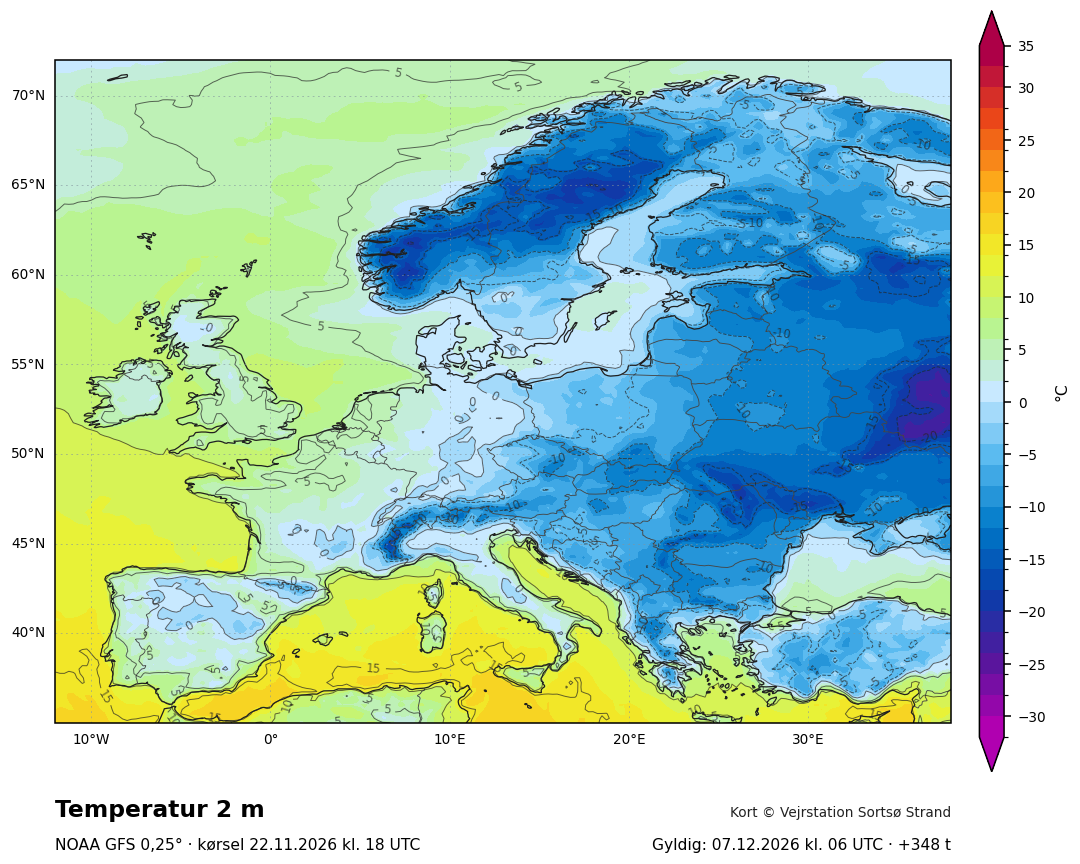 70°N
65°N
60°N
55°N
50°N
45°N
40°N
10°W
0°
10°E
20°E
30°E
35
30
25
20
15
10
5
0
−5
−10
−15
−20
−25
−30
°C
Temperatur 2 m
Kort © Vejrstation Sortsø Strand
NOAA GFS 0,25° · kørsel 22.11.2026 kl. 18 UTC
Gyldig: 07.12.2026 kl. 06 UTC · +348 t